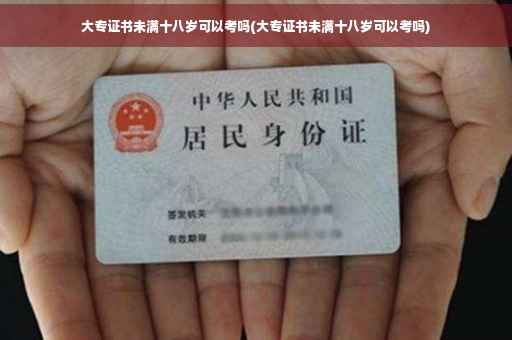 大专证书未满十八岁可以考吗(大专证书未满十八岁可以考吗)
中华人民共和国
居民身份证
签发机关
有效期限